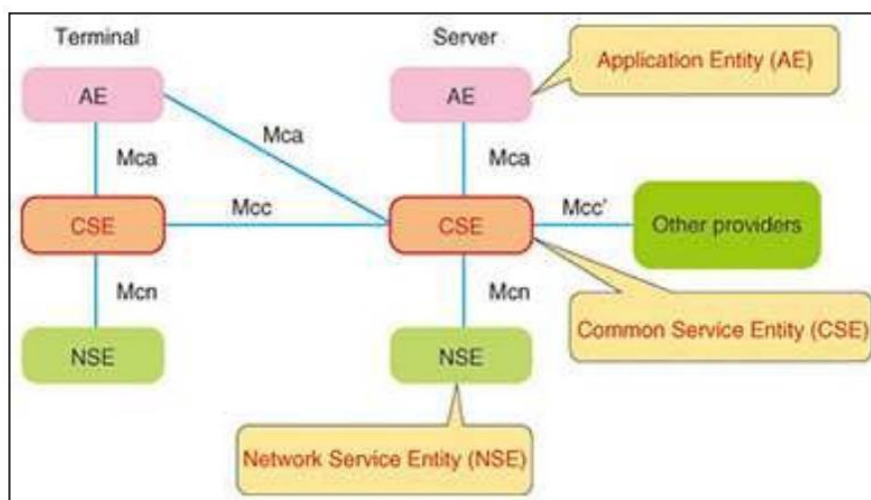 Terminal
Server
Application Entity (AE)
AE
AE
Mca
Mca
Mca
Mcc
Mcc'
CSE
CSE
Other providers
Mcn
Mcn
Common Service Entity (CSE)
NSE
NSE
Network Service Entity (NSE)